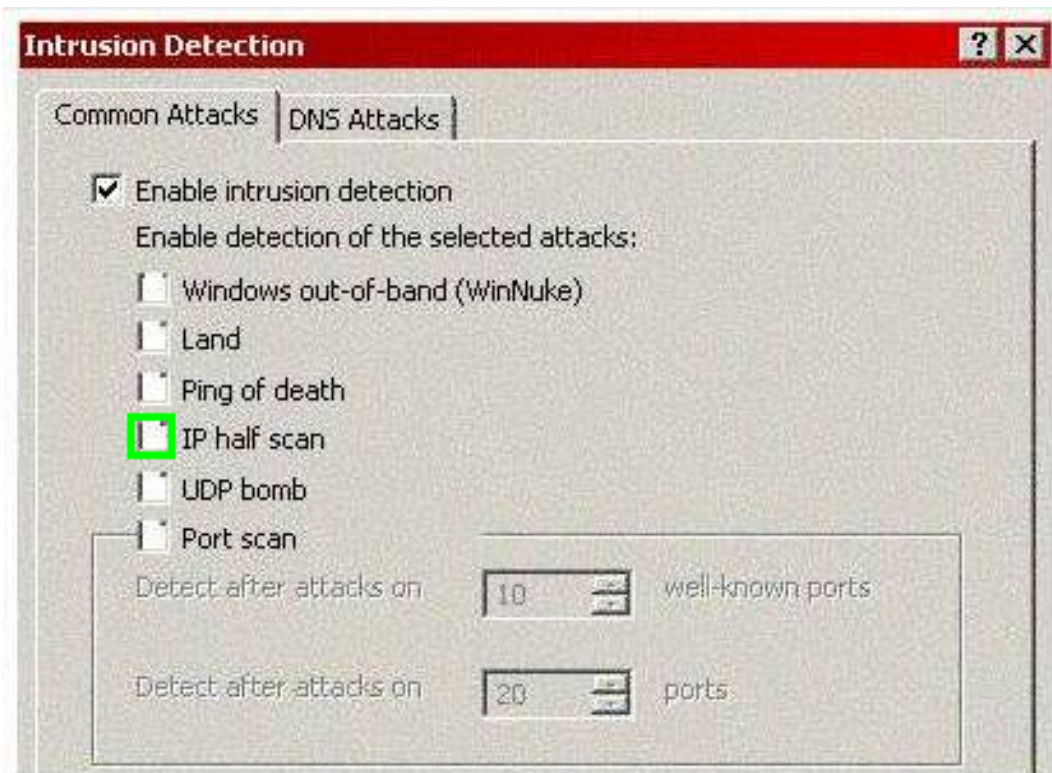 Intrusion Detection
Common Attacks DNS Attacks
Enable intrusion detection
Enable detection of the selected attacks:
Windows out-of-band (WinNuke)
Land
Ping of death
IP half scan
UDP bomb
Port scan
Detect after attacks on 10 well-known ports
Detect after attacks on 20 ports